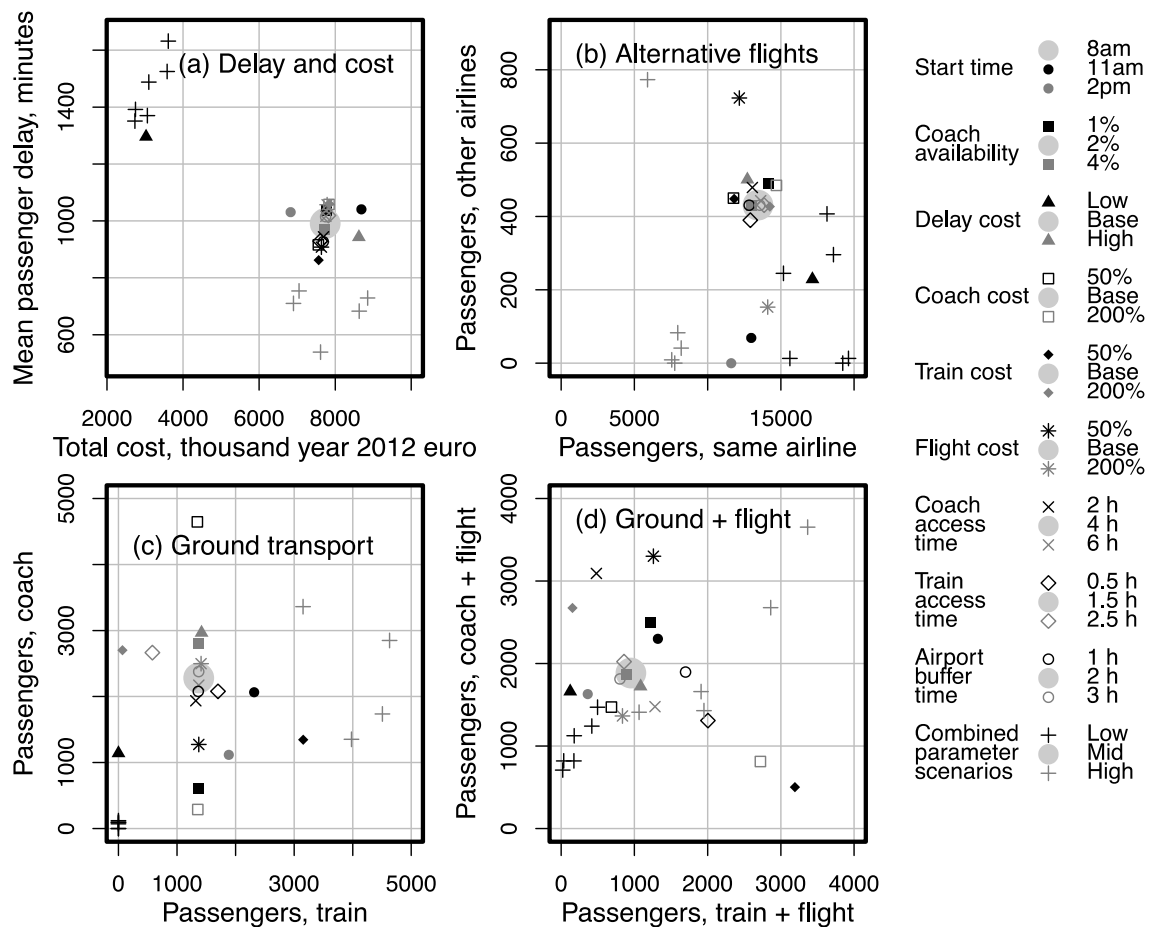 (a) Delay and cost
Mean passenger delay, minutes
600
1000
1400
2000
4000
6000
8000
Total cost, thousand year 2012 euro
(b) Alternative flights
Passengers, other airlines
0
200
400
600
800
0
5000
15000
Passengers, same airline
(c) Ground transport
Passengers, coach
0
1000
3000
5000
0
1000
3000
5000
Passengers, train
(d) Ground + flight
Passengers, coach + flight
0
1000
2000
3000
4000
0
1000
2000
3000
4000
Passengers, train + flight
Start time
8am
11am
2pm
Coach
availability
1%
2%
4%
Delay cost
Low
Base
High
Coach cost
50%
Base
200%
Train cost
50%
Base
200%
Flight cost
50%
Base
200%
Coach
access
time
2 h
4 h
6 h
Train
access
time
0.5 h
1.5 h
2.5 h
Airport
buffer
time
1 h
2 h
3 h
Combined
parameter
scenarios
Low
Mid
High